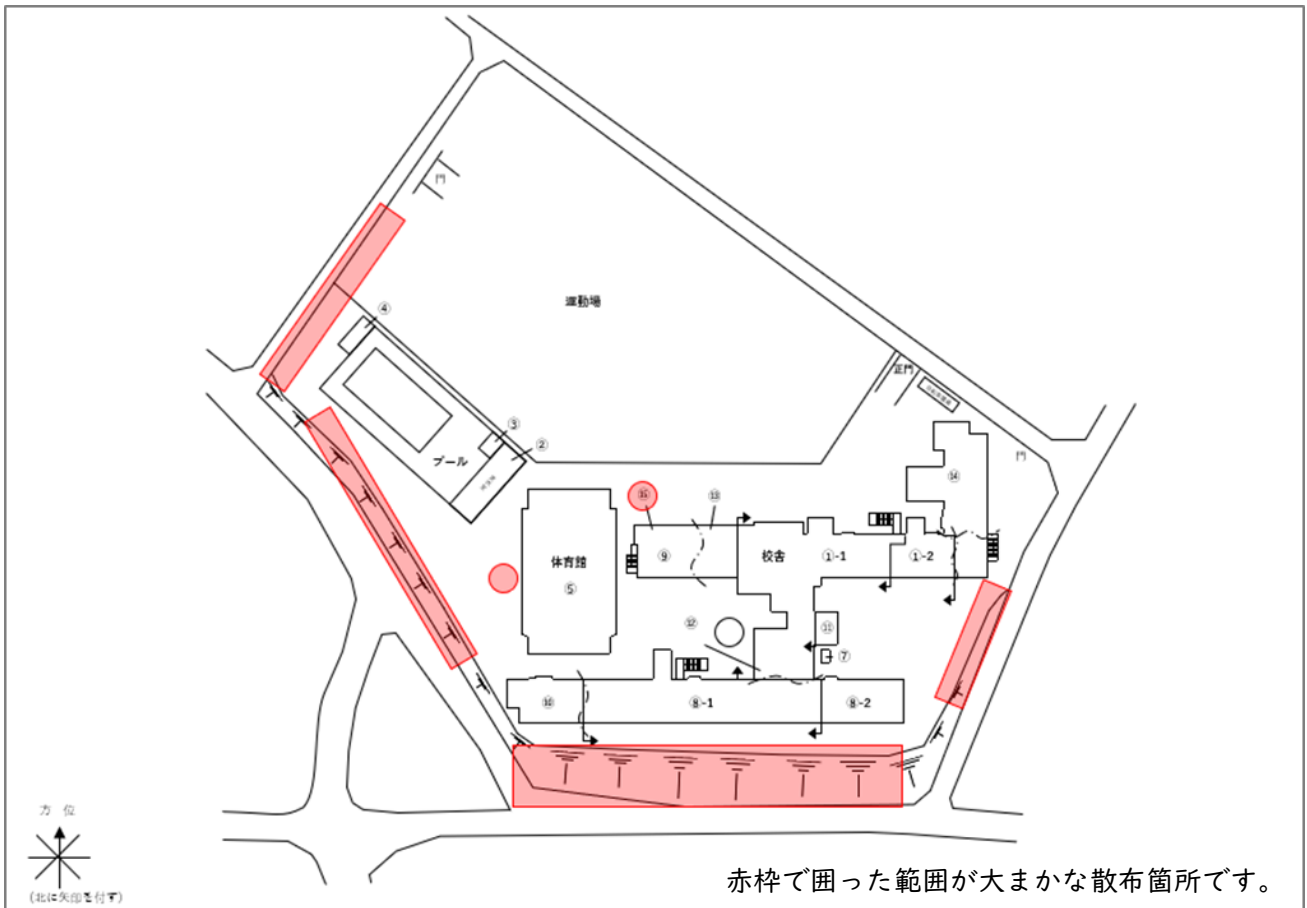 門
④
運動場
正門
③
②
プール
門
⑭
⑮
⑬
体育館
⑤
⑨
校舎
①-1
①-2
⑫
⑪
⑦
⑩
⑧-1
⑧-2
方 位
(北に矢印を付す)
赤枠で囲った範囲が大まかな散布箇所です。